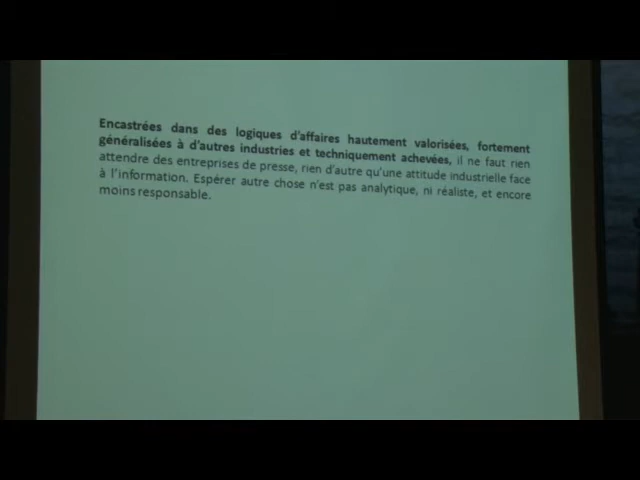 Encastrées dans des logiques d'affaires hautement valorisées, fortement
généralisées à d'autres industries et techniquement achevées, il ne faut rien
attendre des entreprises de presse, rien d'autre qu'une attitude industrielle face
à l'information. Espérer autre chose n'est pas analytique, ni réaliste, et encore
moins responsable.